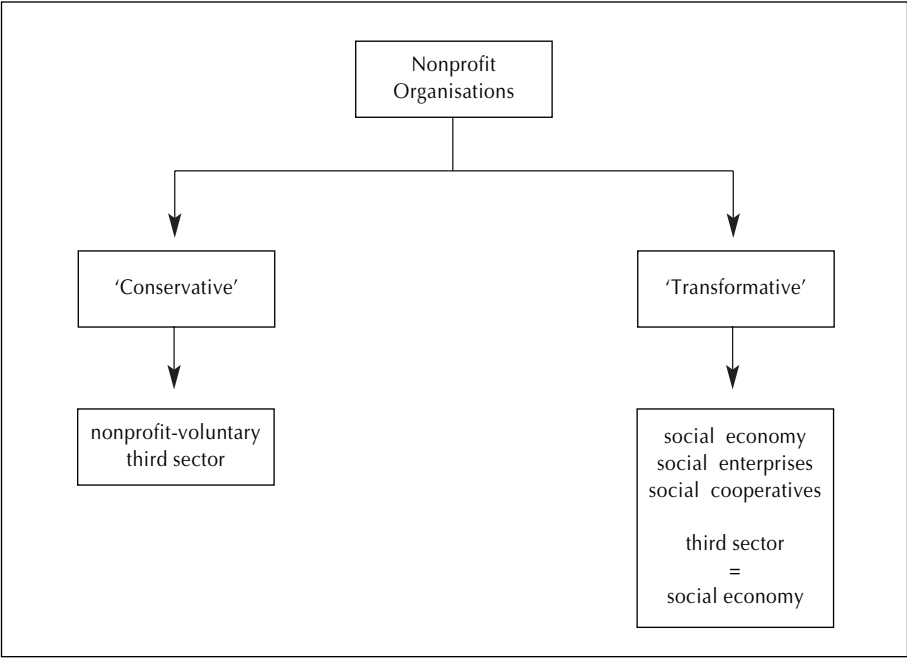 Nonprofit
Organisations
‘Conservative’
‘Transformative’
nonprofit-voluntary
third sector
social economy
social enterprises
social cooperatives
third sector
=
social economy